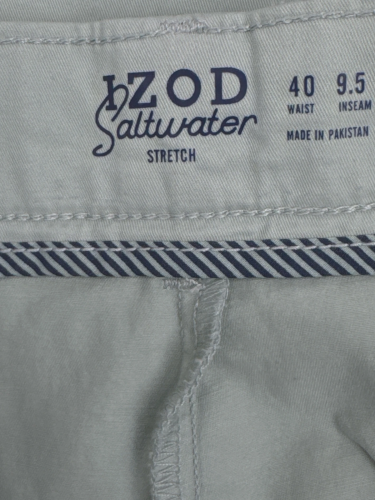 IZOD
Saltwater
STRETCH
40 9.5
WAIST INSEAM
MADE IN PAKISTAN